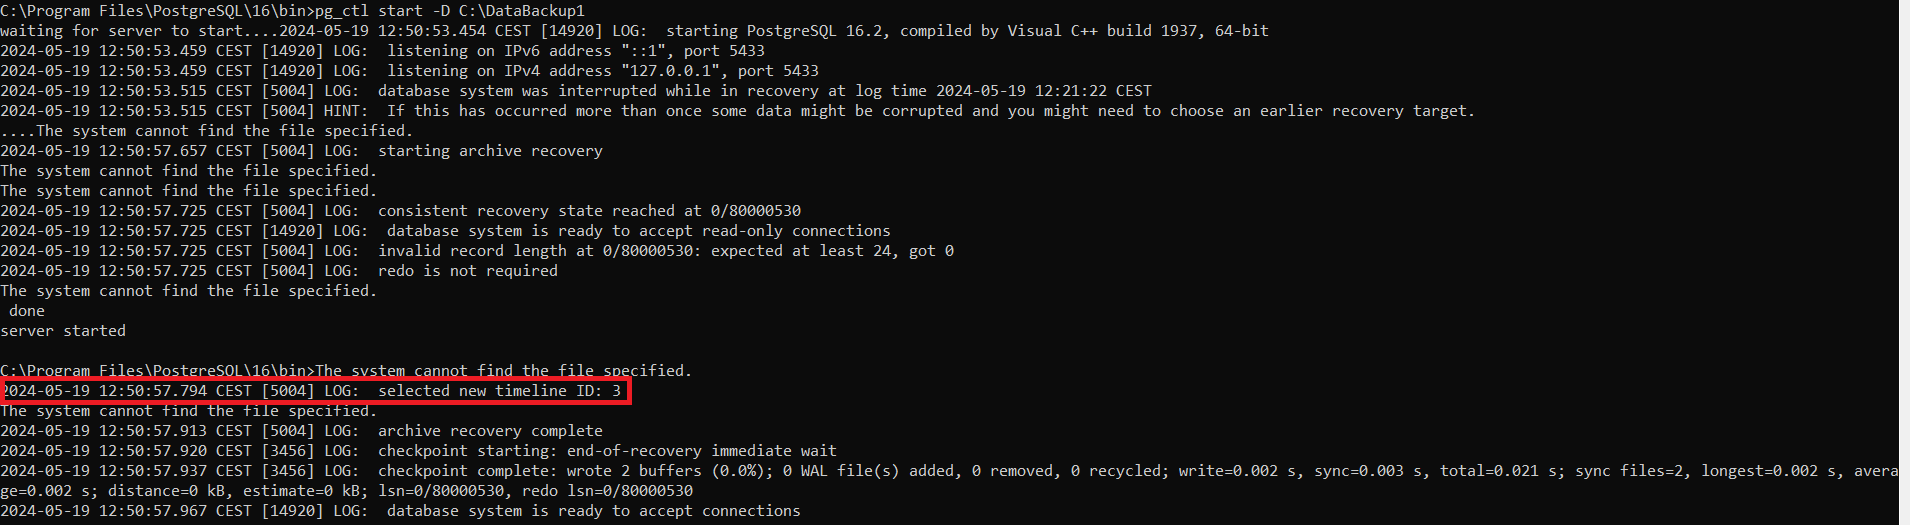 C:\Program Files\PostgreSQL\16\bin>pg_ctl start -D C:\DataBackup1
waiting for server to start....2024-05-19 12:50:53.454 CEST [14920] LOG:  starting PostgreSQL 16.2, compiled by Visual C++ build 1937, 64-bit
2024-05-19 12:50:53.459 CEST [14920] LOG:  listening on IPv6 address "::1", port 5433
2024-05-19 12:50:53.459 CEST [14920] LOG:  listening on IPv4 address "127.0.0.1", port 5433
2024-05-19 12:50:53.515 CEST [5004] LOG:  database system was interrupted while in recovery at log time 2024-05-19 12:21:22 CEST
2024-05-19 12:50:53.515 CEST [5004] HINT:  If this has occurred more than once some data might be corrupted and you might need to choose an earlier recovery target.
....The system cannot find the file specified.
2024-05-19 12:50:57.657 CEST [5004] LOG:  starting archive recovery
The system cannot find the file specified.
The system cannot find the file specified.
2024-05-19 12:50:57.725 CEST [5004] LOG:  consistent recovery state reached at 0/80000530
2024-05-19 12:50:57.725 CEST [14920] LOG:  database system is ready to accept read-only connections
2024-05-19 12:50:57.725 CEST [5004] LOG:  invalid record length at 0/80000530: expected at least 24, got 0
2024-05-19 12:50:57.725 CEST [5004] LOG:  redo is not required
The system cannot find the file specified.
 done
server started
C:\Program Files\PostgreSQL\16\bin>The system cannot find the file specified.
2024-05-19 12:50:57.794 CEST [5004] LOG:  selected new timeline ID: 3
The system cannot find the file specified.
2024-05-19 12:50:57.913 CEST [5004] LOG:  archive recovery complete
2024-05-19 12:50:57.920 CEST [3456] LOG:  checkpoint starting: end-of-recovery immediate wait
2024-05-19 12:50:57.937 CEST [3456] LOG:  checkpoint complete: wrote 2 buffers (0.0%); 0 WAL file(s) added, 0 removed, 0 recycled; write=0.002 s, sync=0.003 s, total=0.021 s; sync files=2, longest=0.002 s, avera
ge=0.002 s; distance=0 kB, estimate=0 kB; lsn=0/80000530, redo lsn=0/80000530
2024-05-19 12:50:57.967 CEST [14920] LOG:  database system is ready to accept connections